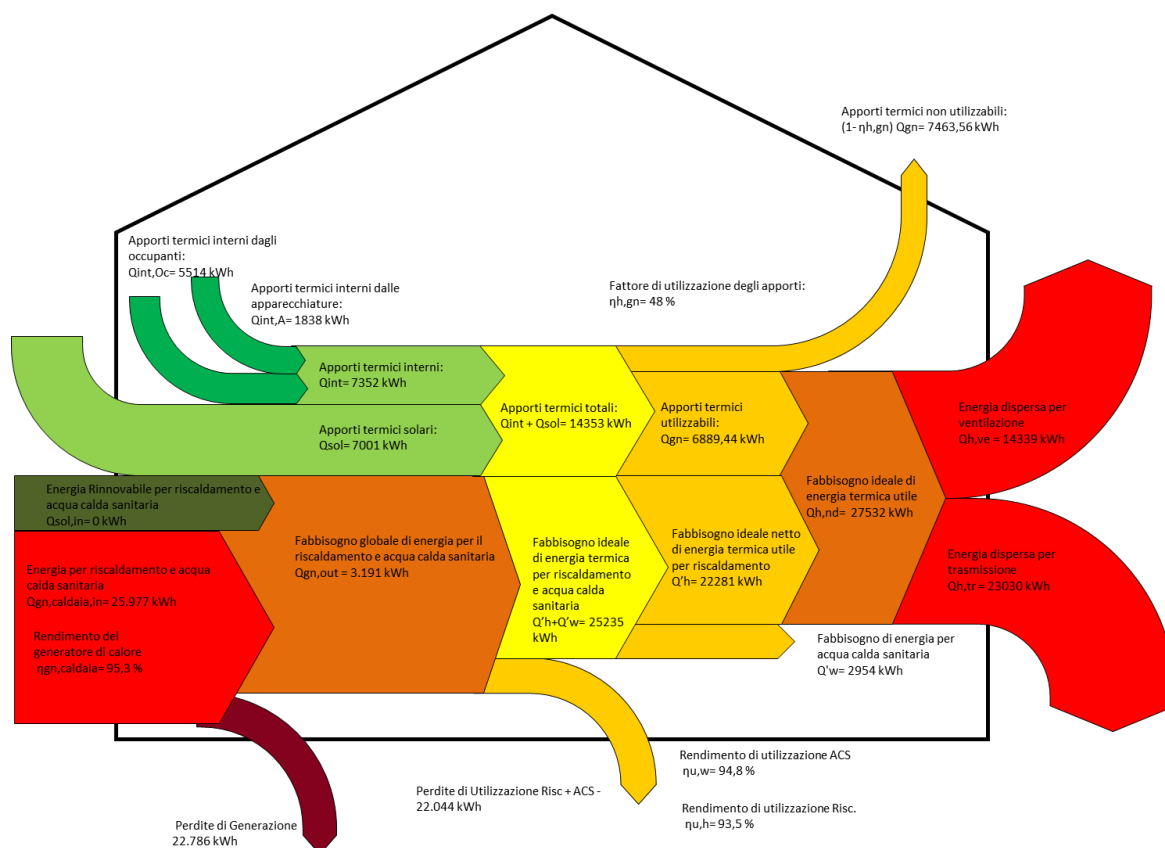 Apporti termici non utilizzabili:
(1- ηh,gn) Qgn= 7463,56 kWh
Apporti termici interni dagli
occupanti:
Qint,Oc= 5514 kWh
Apporti termici interni dalle
apparecchiature:
Qint,A= 1838 kWh
Fattore di utilizzazione degli apporti:
ηh,gn= 48 %
Apporti termici interni:
Qint= 7352 kWh
Apporti termici solari:
Qsol= 7001 kWh
Apporti termici totali:
Qint + Qsol= 14353 kWh
Apporti termici
utilizzabili:
Qgn= 6889,44 kWh
Energia dispersa per
ventilazione
Qh,ve = 14339 kWh
Energia Rinnovabile per riscaldamento e
acqua calda sanitaria
Qsol,in= 0 kWh
Fabbisogno ideale di
energia termica utile
Qh,nd= 27532 kWh
Fabbisogno globale di energia per il
riscaldamento e acqua calda sanitaria
Qgn,out = 3.191 kWh
Fabbisogno ideale
di energia termica
per riscaldamento
e acqua calda
sanitaria
Q'h+Q'w= 25235
kWh
Fabbisogno ideale netto
di energia termica utile
per riscaldamento
Q'h= 22281 kWh
Energia dispersa per
trasmissione
Qh,tr= 23030 kWh
Energia per riscaldamento e acqua
calda sanitaria
Qgn,caldaia,in= 25.977 kWh
Rendimento del
generatore di calore
ηgn,caldaia= 95,3 %
Fabbisogno di energia per
acqua calda sanitaria
Q'w= 2954 kWh
Perdite di Utilizzazione Risc + ACS -
22.044 kWh
Rendimento di utilizzazione ACS
ηu,w= 94,8 %
Rendimento di utilizzazione Risc.
ηu,h= 93,5 %
Perdite di Generazione
22.786 kWh